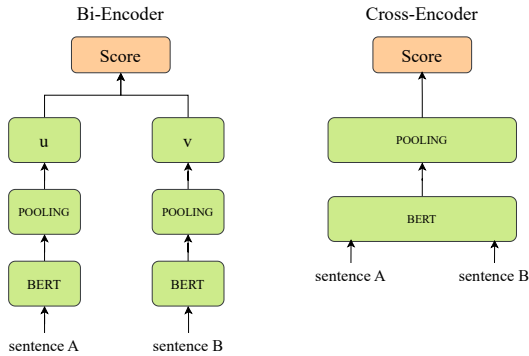 Bi-Encoder
Score
u
v
POOLING
POOLING
BERT
BERT
sentence A
sentence B
Cross-Encoder
Score
POOLING
BERT
sentence A
sentence B